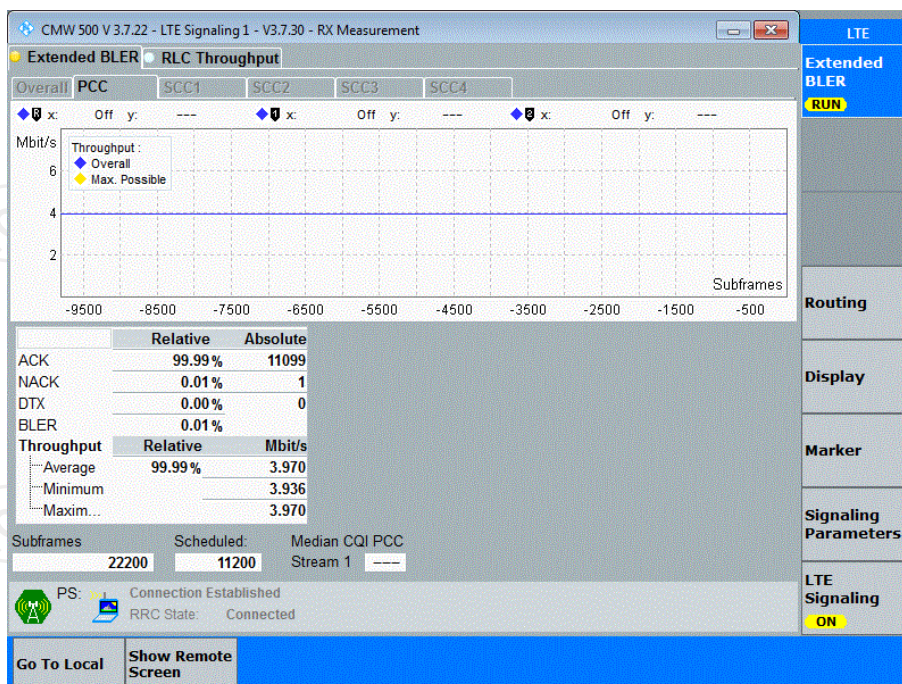 CMW 500 V 3.7.22 - LTE Signaling 1 - V3.7.30 - RX Measurement
LTE
Extended BLER RLC Throughput
Extended
BLER
RUN
Overall PCC SCC1 SCC2 SCC3 SCC4
x: Off y: --- 1 x: Off y: --- 2 x: Off y: ---
Mbit/s
Throughput :
Overall
Max. Possible
6
4
2
Subframes
-9500 -8500 -7500 -6500 -5500 -4500 -3500 -2500 -1500 -500
Routing
Display
Marker
Signaling
Parameters
LTE
Signaling
ON
Relative Absolute
ACK 99.99 % 11099
NACK 0.01 % 1
DTX 0.00 % 0
BLER 0.01 %
Throughput Relative Mbit/s
Average 99.99 % 3.970
Minimum 3.936
Maxim... 3.970
Subframes Scheduled: Median CQI PCC
22200 11200 Stream 1 ---
PS: Connection Established
RRC State: Connected
Go To Local
Show Remote
Screen